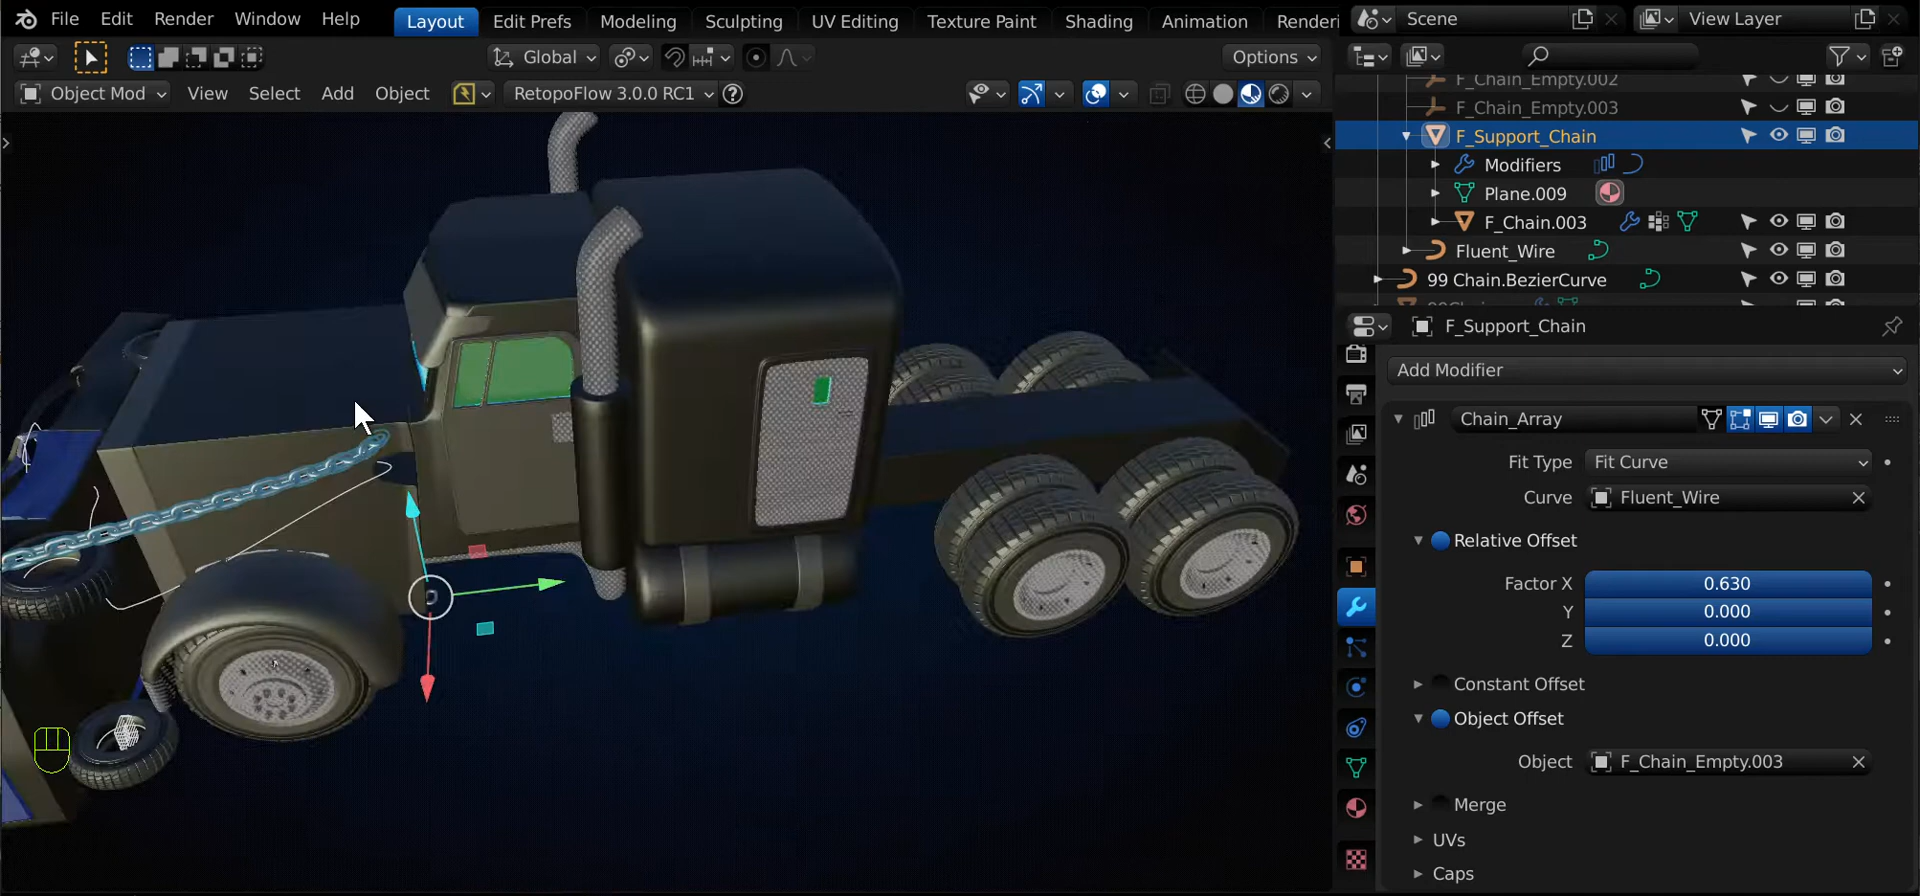 File Edit Render Window Help Layout Edit Prefs Modeling Sculpting UV Editing Texture Paint Shading Animation Renderi Scene View Layer
Global Options
Object Mod View Select Add Object RetopoFlow 3.0.0 RC1
F_Chain_Empty.002
F_Chain_Empty.003
F_Support_Chain
Modifiers
Plane.009
F_Chain.003
Fluent_Wire
99 Chain.BezierCurve
F_Support_Chain
Add Modifier
Chain_Array
Fit Type Fit Curve
Curve Fluent_Wire
Relative Offset
Factor X 0.630
Y 0.000
Z 0.000
Constant Offset
Object Offset
Object F_Chain_Empty.003
Merge
UVs
Caps